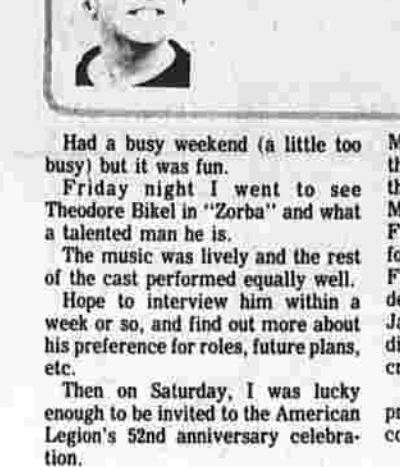 Had a busy weekend (a little too
busy) but it was fun.
Friday night I went to see
Theodore Bikel in "Zorba" and what
a talented man he is.
The music was lively and the rest
of the cast performed equally well.
Hope to interview him within a
week or so, and find out more about
his preference for roles, future plans,
etc.
Then on Saturday, I was lucky
enough to be invited to the American
Legion's 52nd anniversary celebra-
tion.